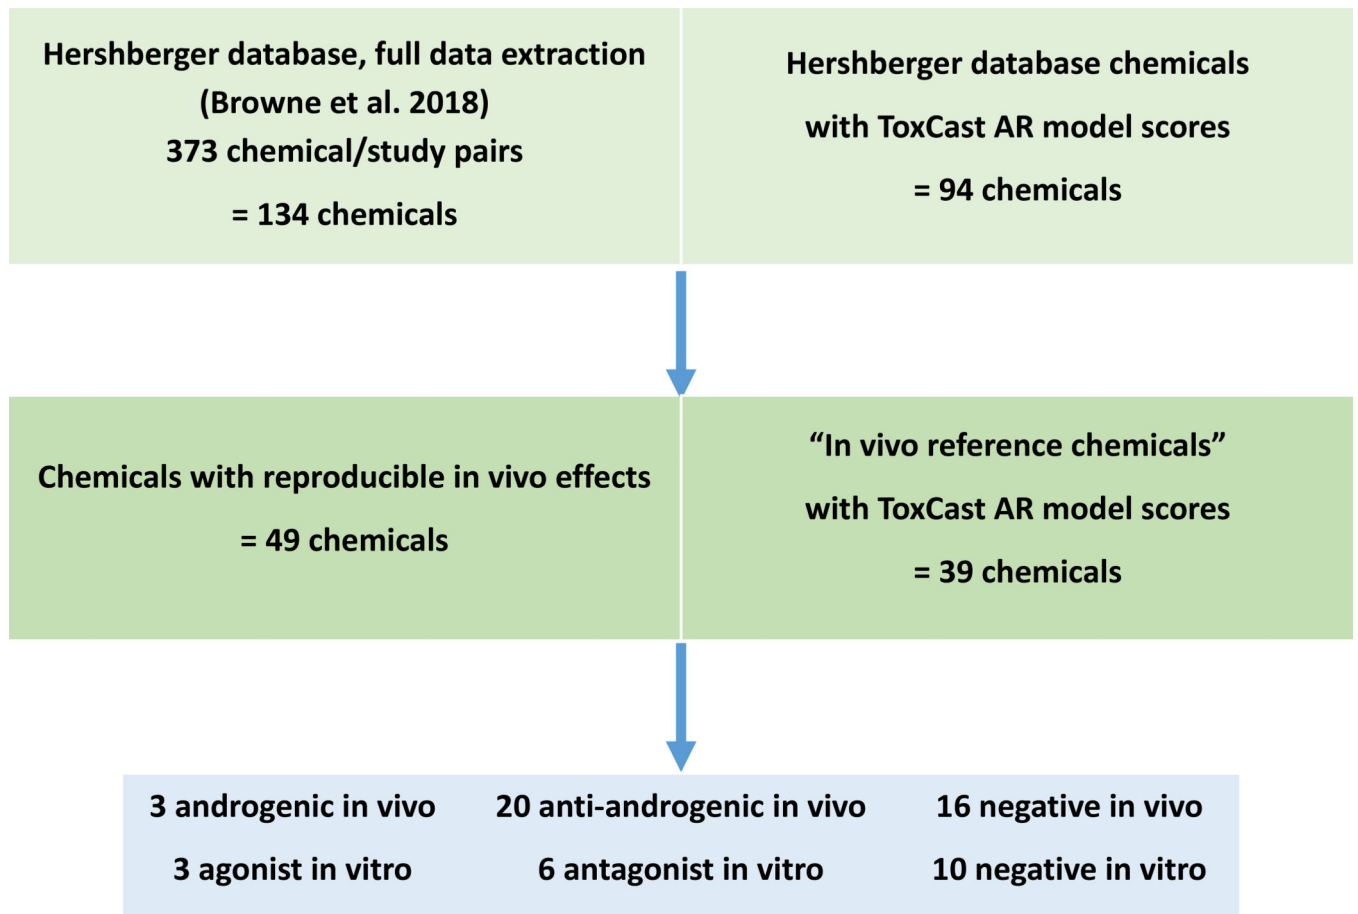 Hershberger database, full data extraction
(Browne et al. 2018)
373 chemical/study pairs
= 134 chemicals
Hershberger database chemicals
with ToxCast AR model scores
= 94 chemicals
Chemicals with reproducible in vivo effects
= 49 chemicals
“In vivo reference chemicals”
with ToxCast AR model scores
= 39 chemicals
3 androgenic in vivo
20 anti-androgenic in vivo
16 negative in vivo
3 agonist in vitro
6 antagonist in vitro
10 negative in vitro